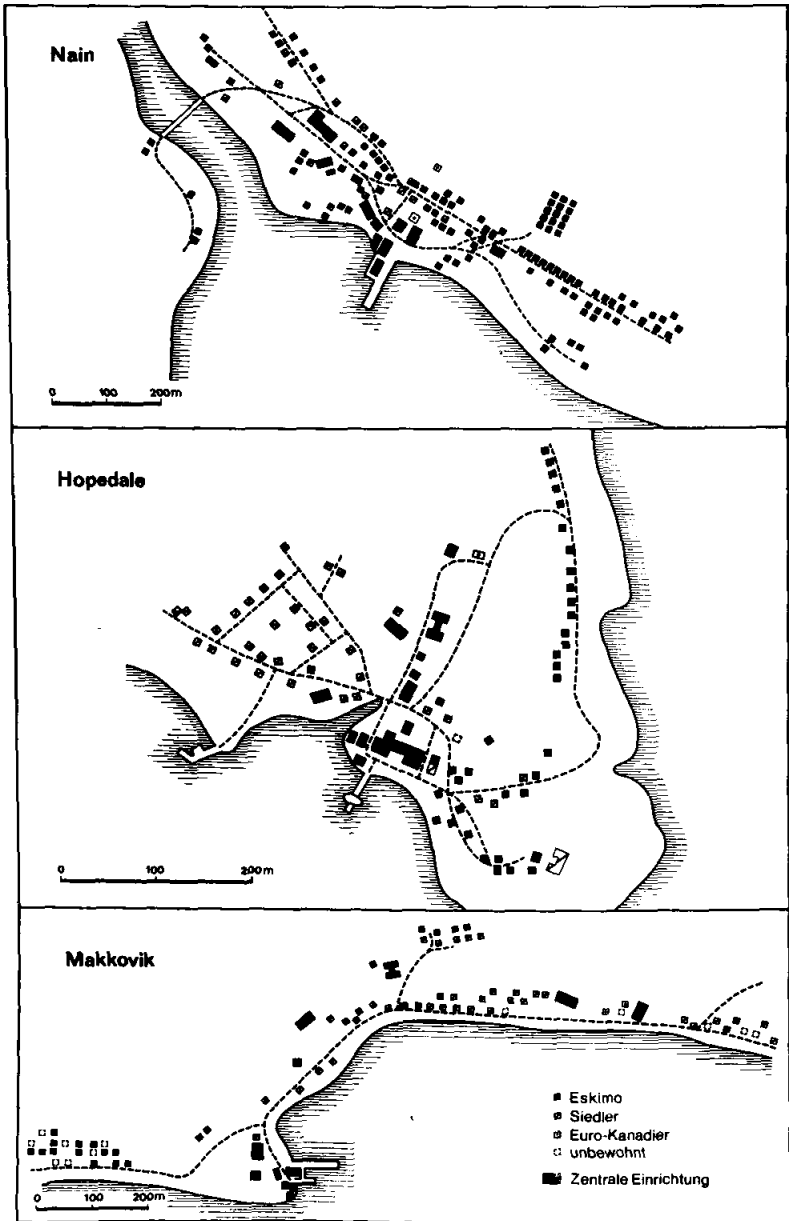 Nain
0 100 200m
Hopedale
0 100 200m
Makkovik
Eskimo
Siedler
Euro-Kanadier
unbewohnt
Zentrale Einrichtung
0 100 200m